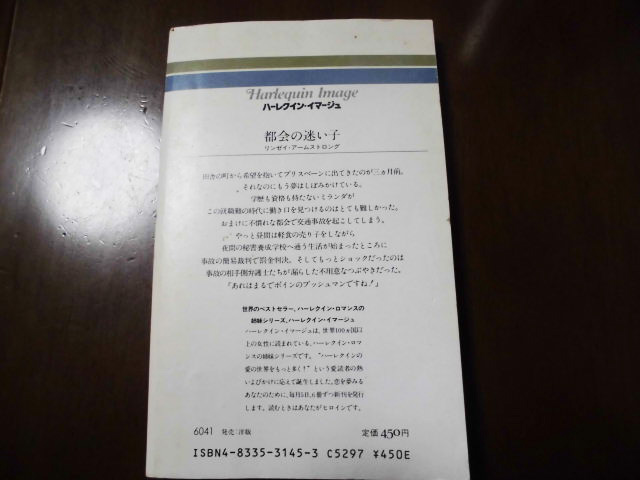 Harlequin Image
ハーレクイン・イマージュ
都会の迷い子
リンゼイ・アームストロング
田舎の町から希望を抱いてブリスベーンに出てきたのが三ヵ月前。
それなのにもう夢はしぼみかけている。
学歴も資格も持たないミランダが
この就職難の時代に働き口を見つけるのはとても難しかった。
おまけに不慣れな都会で交通事故を起こしてしまう。
やっと昼間は軽食の売り子をしながら
夜間の秘書養成学校へ通う生活が始まったところに
事故の簡易裁判で罰金判決。そしてもっとショックだったのは
事故の相手側弁護士たちが漏らした不用意なつぶやきだった。
「あれはまるでボインのブッシュマンですね!」
世界のベストセラー、ハーレクイン・ロマンスの
姉妹シリーズ、ハーレクイン・イマージュ
ハーレクイン・イマージュは、世界100ヵ国以
上の女性に読まれている、ハーレクイン・ロマ
ンスの姉妹シリーズです。“ハーレクインの
愛の世界をもっと多く!”という愛読者の熱
いよびかけに応えて誕生しました。恋を夢みる
あなたのために、毎月5日、6冊ずつ新刊を発行
します。読むときはあなたがヒロインです。
6041 発売:洋販 定価450円
ISBN4-8335-3145-3 C5297 ¥450E